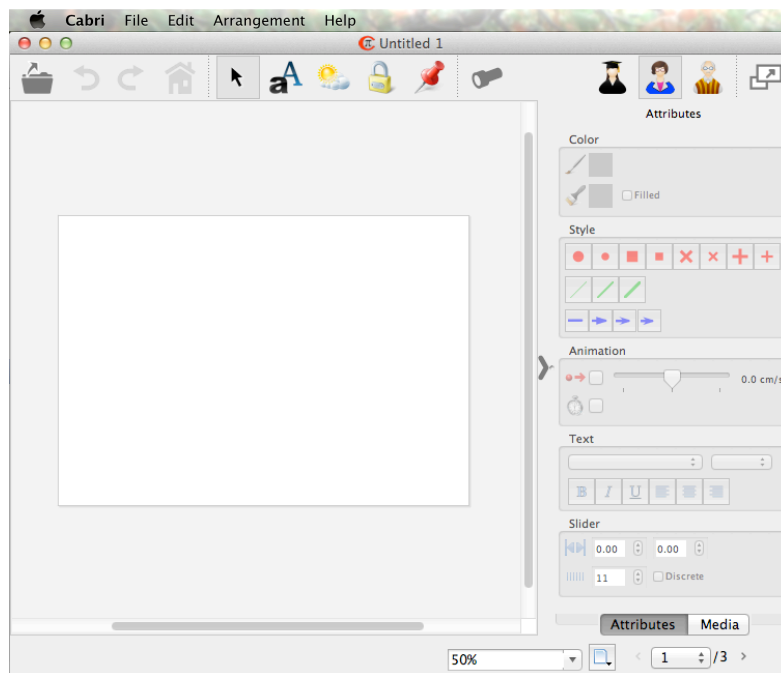 Cabri File Edit Arrangement Help
Untitled 1
aA
Attributes
Color
Filled
Style
Animation
0.0 cm/s
Text
B I U
Slider
0.00 0.00
11 Discrete
Attributes Media
50% 1 /3